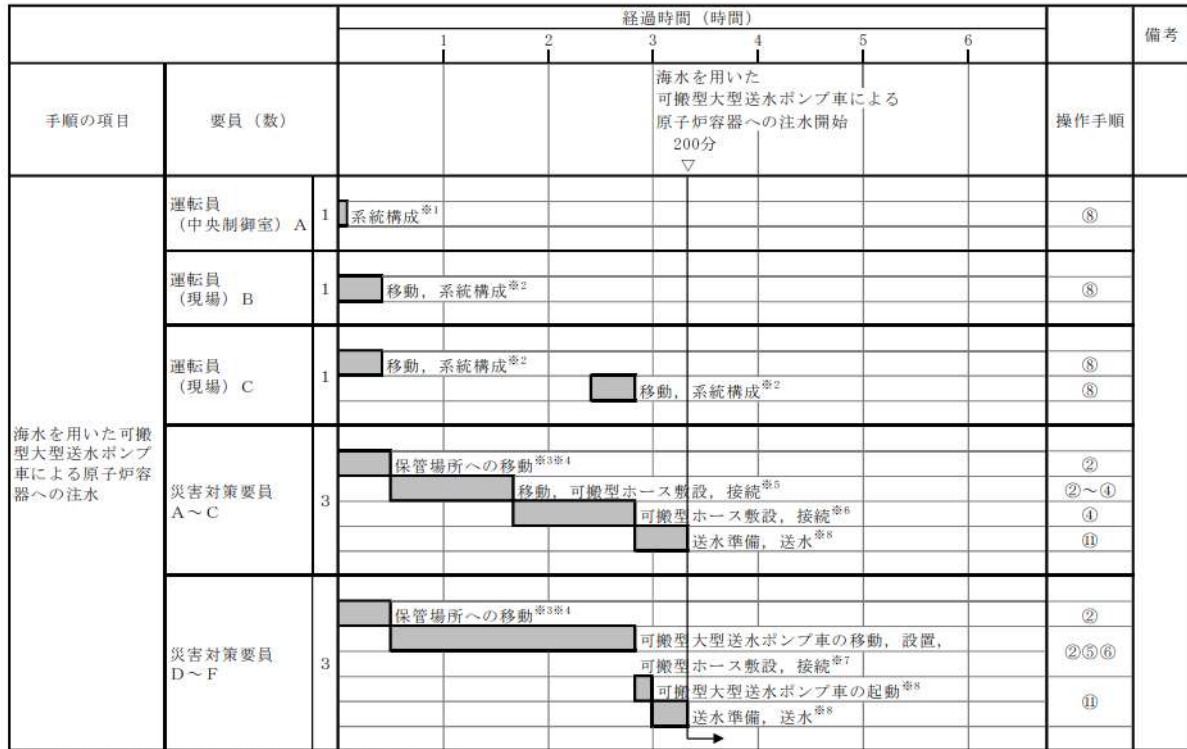 経過時間（時間）
備考
1 2 3 4 5 6
手順の項目
要員（数）
海水を用いた
可搬型大型送水ポンプ車による
原子炉容器への注水開始
200分
▽
操作手順
海水を用いた可搬
型大型送水ポンプ
車による原子炉容
器への注水
運転員
（中央制御室）A
1
系統構成※1
⑧
運転員
（現場）B
1
移動，系統構成※2
⑧
運転員
（現場）C
1
移動，系統構成※2
⑧
移動，系統構成※2
⑧
災害対策要員
A～C
3
保管場所への移動※3※4
②
移動，可搬型ホース敷設，接続※5
②～④
可搬型ホース敷設，接続※6
④
送水準備，送水※8
⑪
災害対策要員
D～F
3
保管場所への移動※3※4
②
可搬型大型送水ポンプ車の移動，設置，
可搬型ホース敷設，接続※7
②⑤⑥
可搬型大型送水ポンプ車の起動※8
送水準備，送水※8
⑪